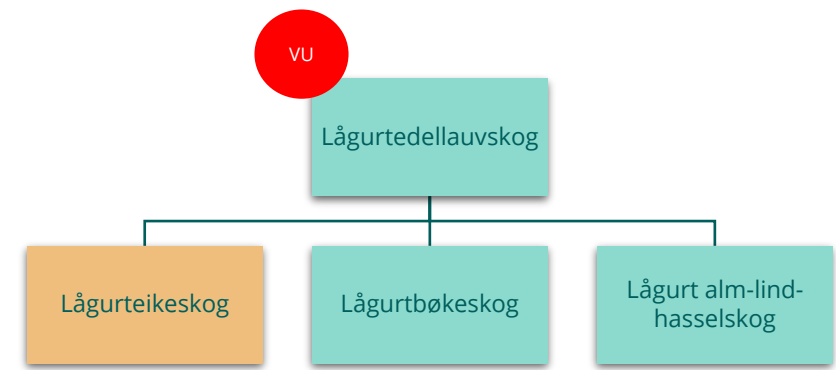 VU
Lågurtedellauvskog
Lågurteikeskog
Lågurtbøkeskog
Lågurt alm-lind-
hasselskog